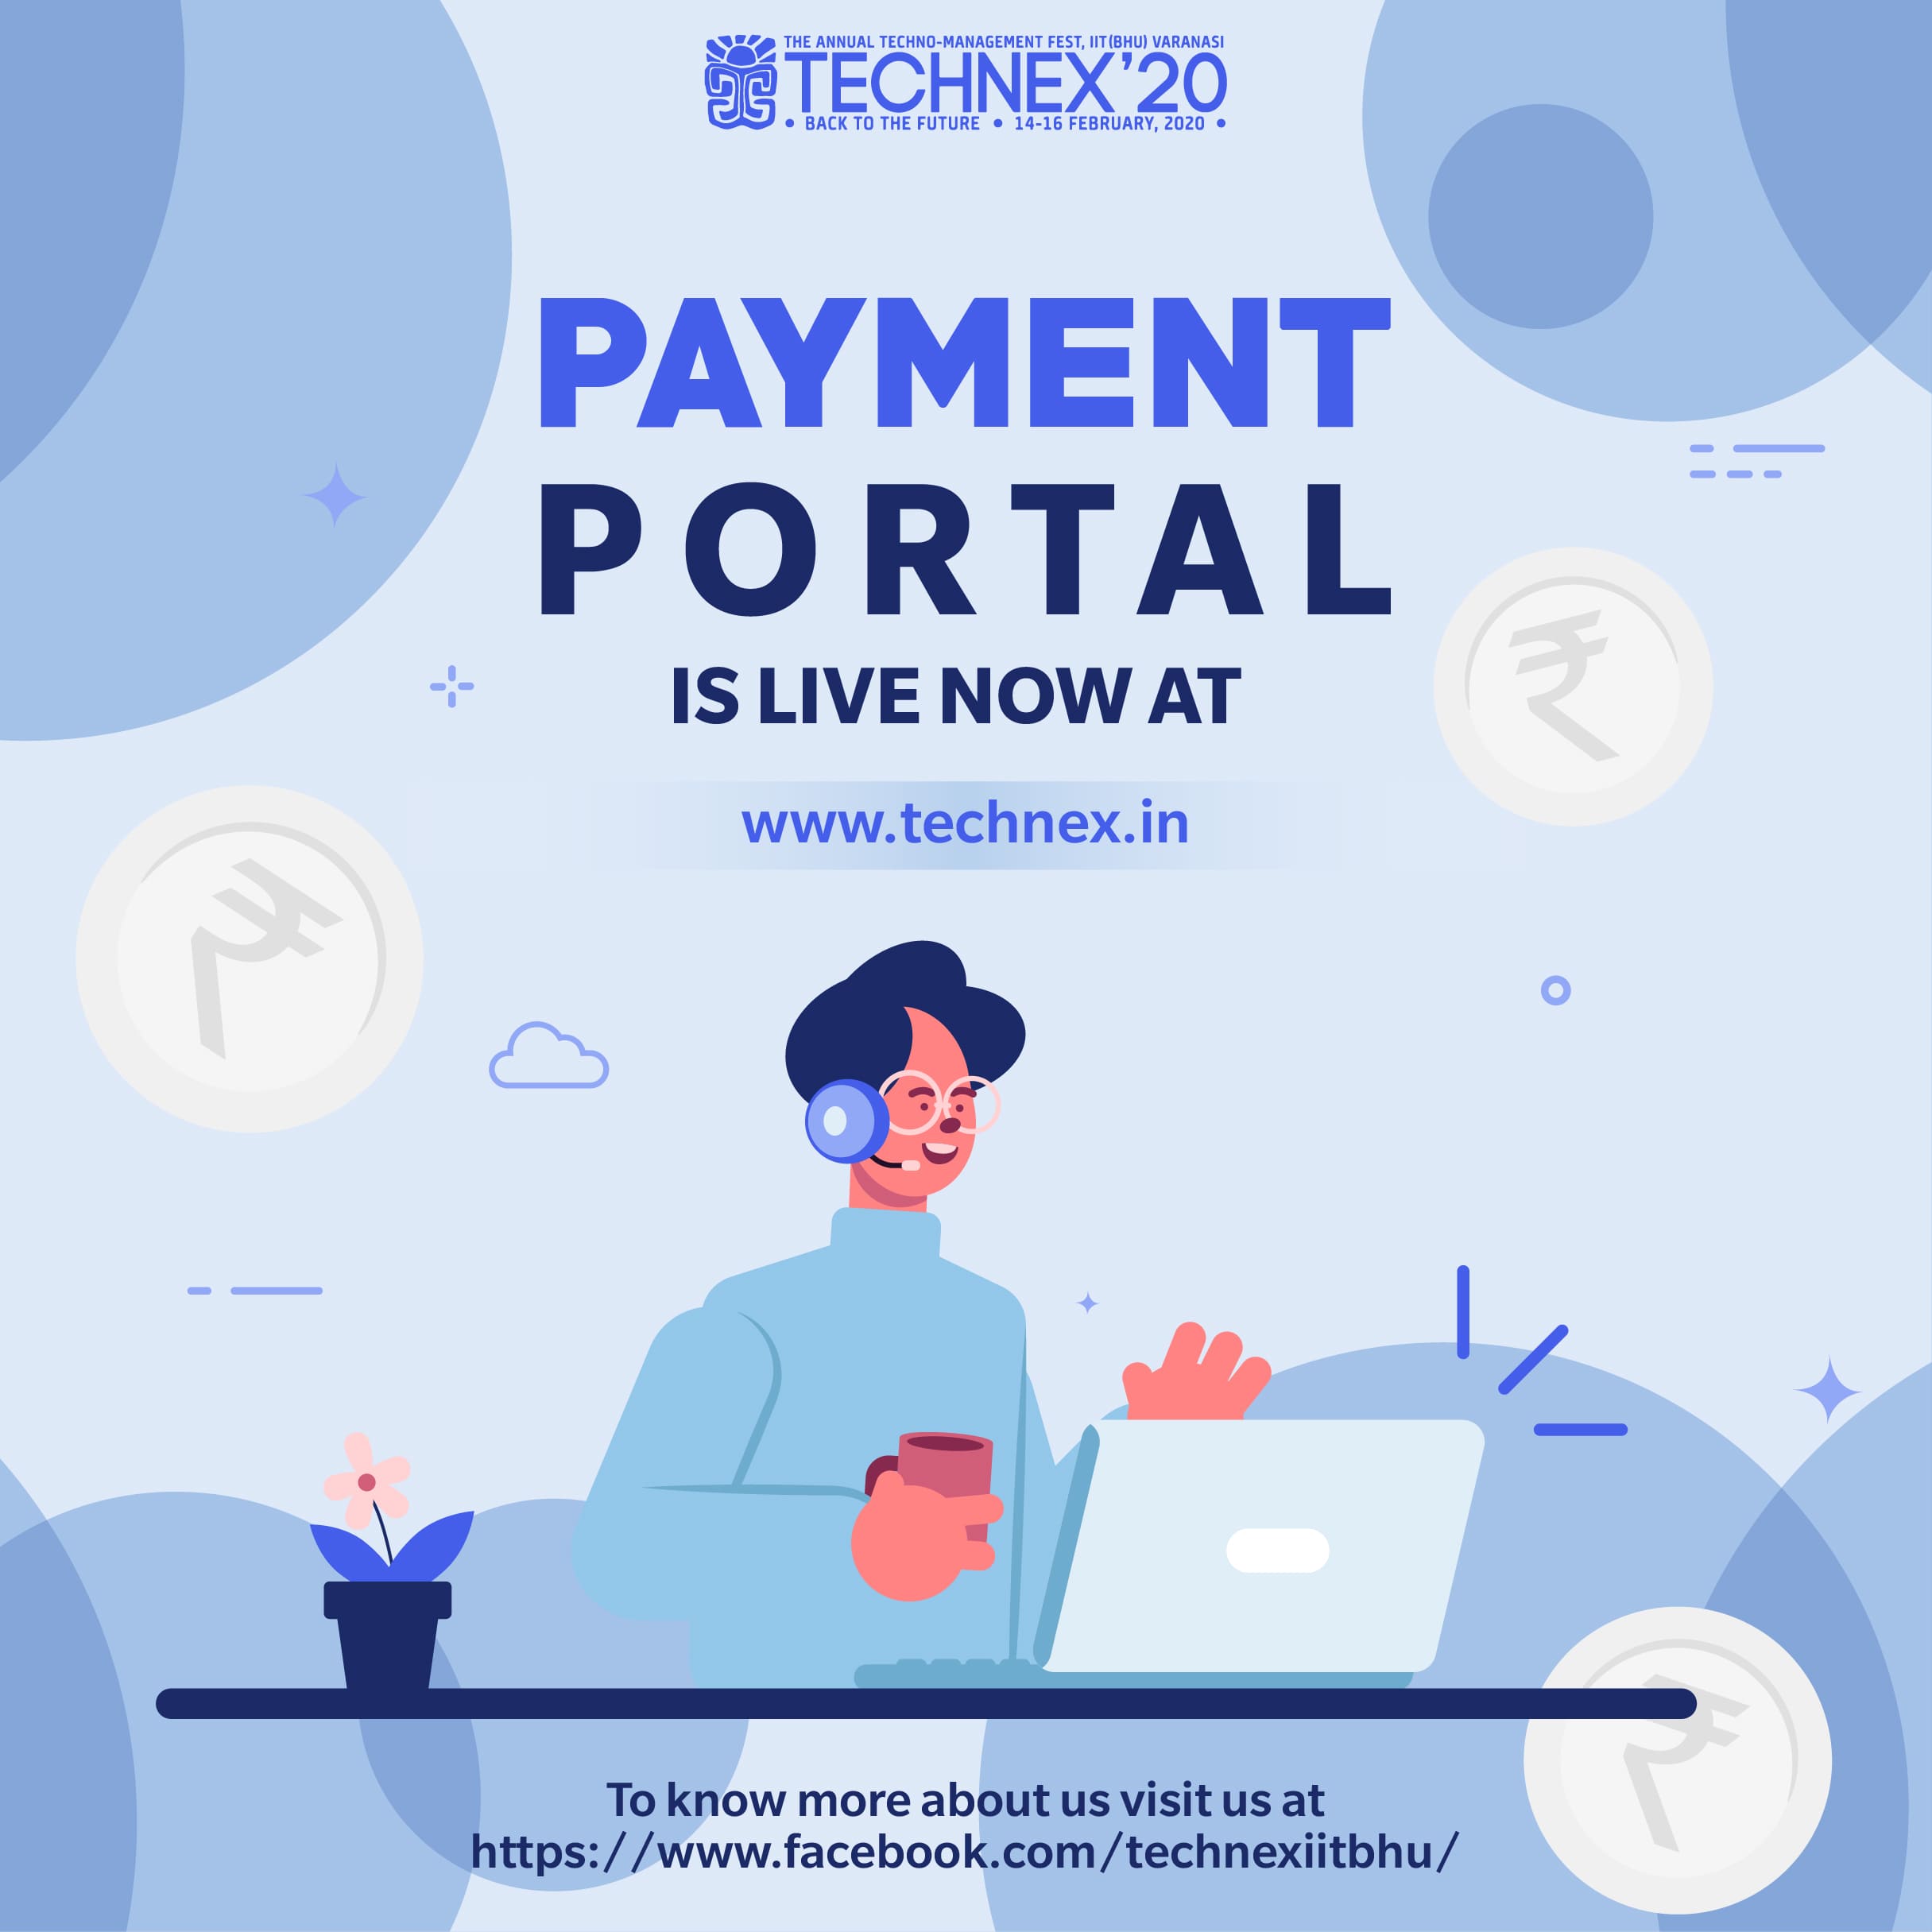 THE ANNUAL TECHNO-MANAGEMENT FEST, IIT(BHU) VARANASI
TECHNEX'20
• BACK TO THE FUTURE • 14-16 FEBRUARY, 2020 •
PAYMENT
PORTAL
IS LIVE NOW AT
www.technex.in
₹
₹
₹
To know more about us visit us at
https://www.facebook.com/technexiitbhu/